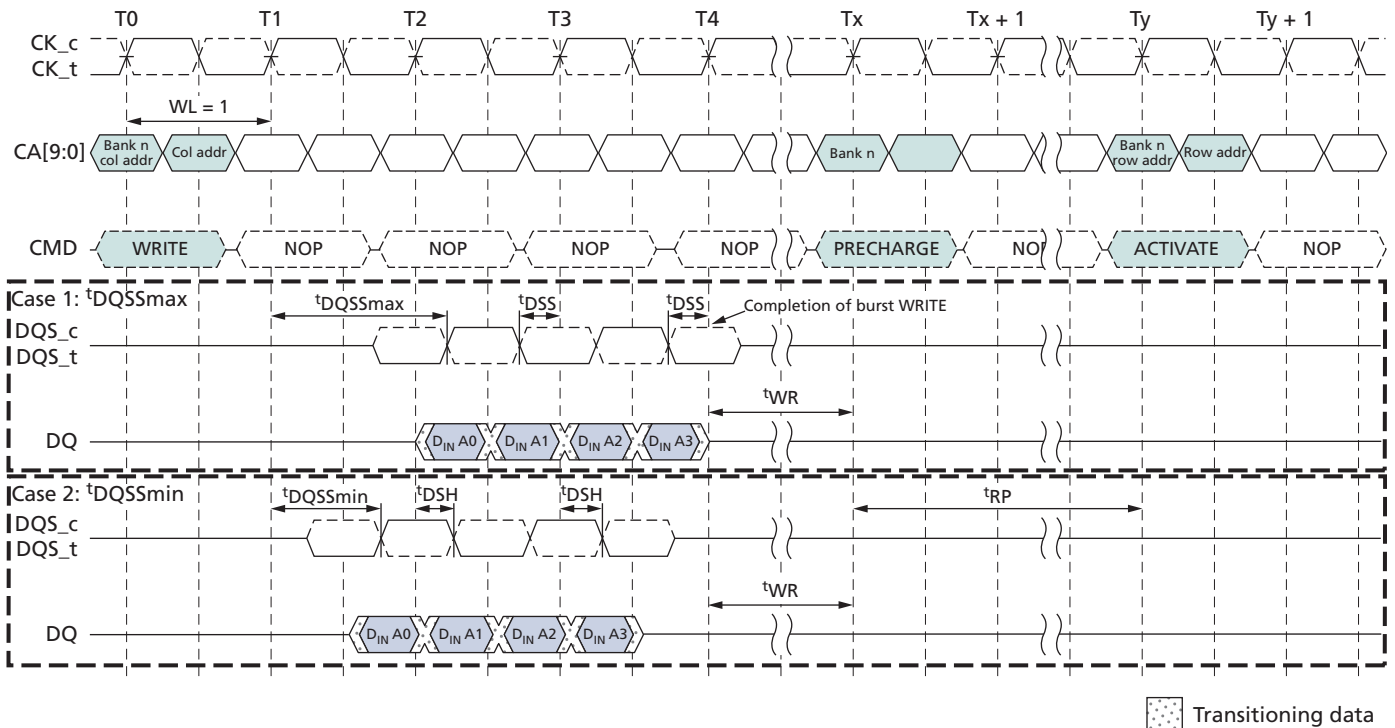 T0 T1 T2 T3 T4 Tx Tx + 1 Ty Ty + 1
CK_c
CK_t
WL = 1
CA[9:0] Bank n col addr Col addr Bank n Bank n row addr Row addr
CMD WRITE NOP NOP NOP NOP PRECHARGE NOP ACTIVATE NOP
Case 1: tDQSSmax
tDQSSmax tDSS tDSS Completion of burst WRITE
DQS_c
DQS_t
tWR
DQ DIN A0 DIN A1 DIN A2 DIN A3
Case 2: tDQSSmin
tDQSSmin tDSH tDSH tRP
DQS_c
DQS_t
tWR
DQ DIN A0 DIN A1 DIN A2 DIN A3
Transitioning data